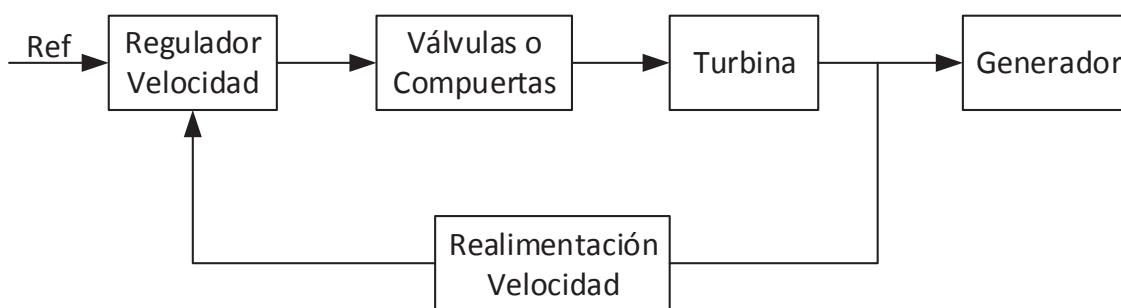 Ref
Regulador
Velocidad
Válvulas o
Compuertas
Turbina
Generador
Realimentación
Velocidad